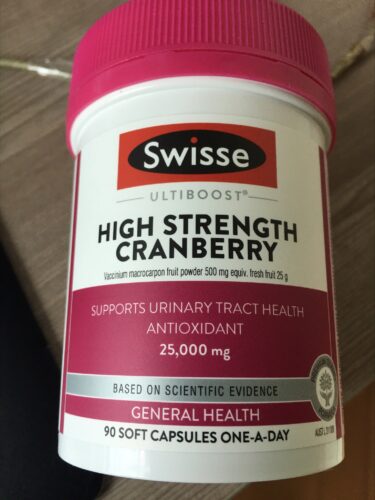 Swisse
ULTIBOOST®
HIGH STRENGTH
CRANBERRY
Vaccinium macrocarpon fruit powder 500 mg equiv. fresh fruit 25 g
SUPPORTS URINARY TRACT HEALTH
ANTIOXIDANT
25,000 mg
BASED ON SCIENTIFIC EVIDENCE
GENERAL HEALTH
90 SOFT CAPSULES ONE-A-DAY
AUST L